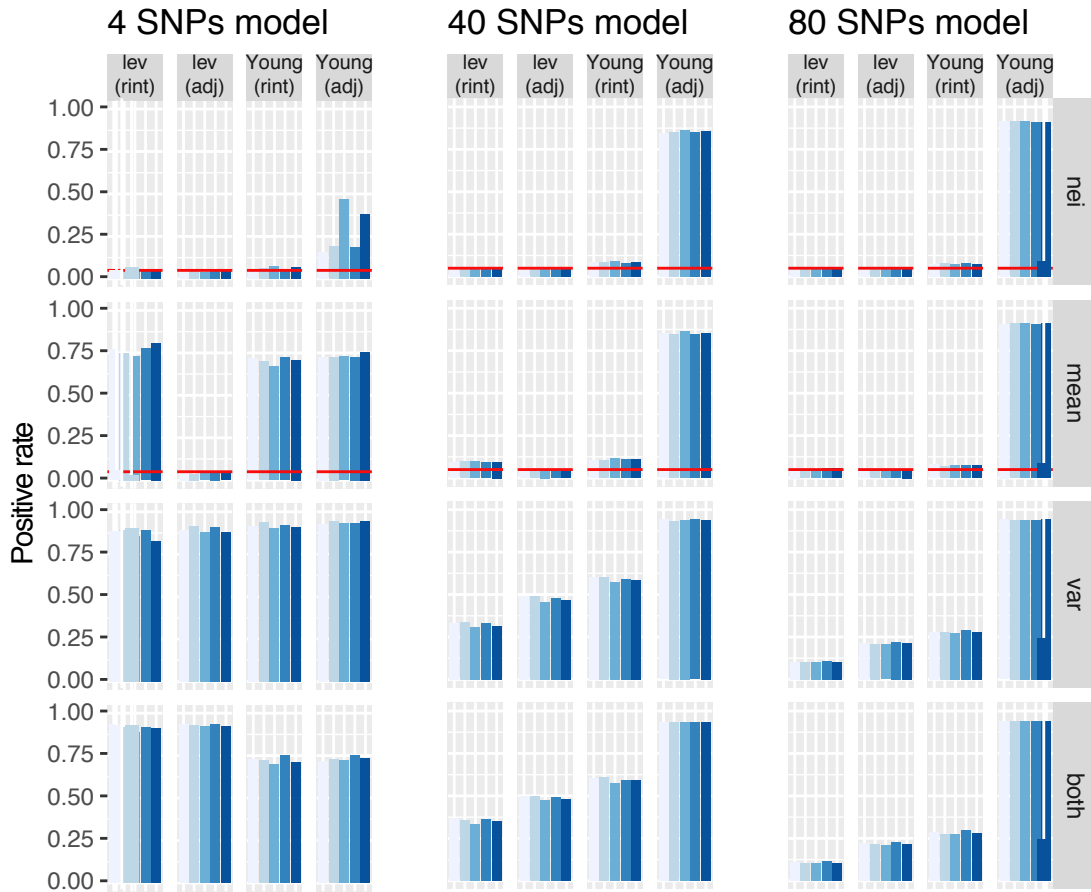 4 SNPs model 40 SNPs model 80 SNPs model
lev (rint) lev (adj) Young (rint) Young (adj) lev (rint) lev (adj) Young (rint) Young (adj) lev (rint) lev (adj) Young (rint) Young (adj)
1.00
0.75
0.50
0.25
0.00
nei
1.00
0.75
0.50
0.25
0.00
mean
Positive rate
1.00
0.75
0.50
0.25
0.00
var
1.00
0.75
0.50
0.25
0.00
both